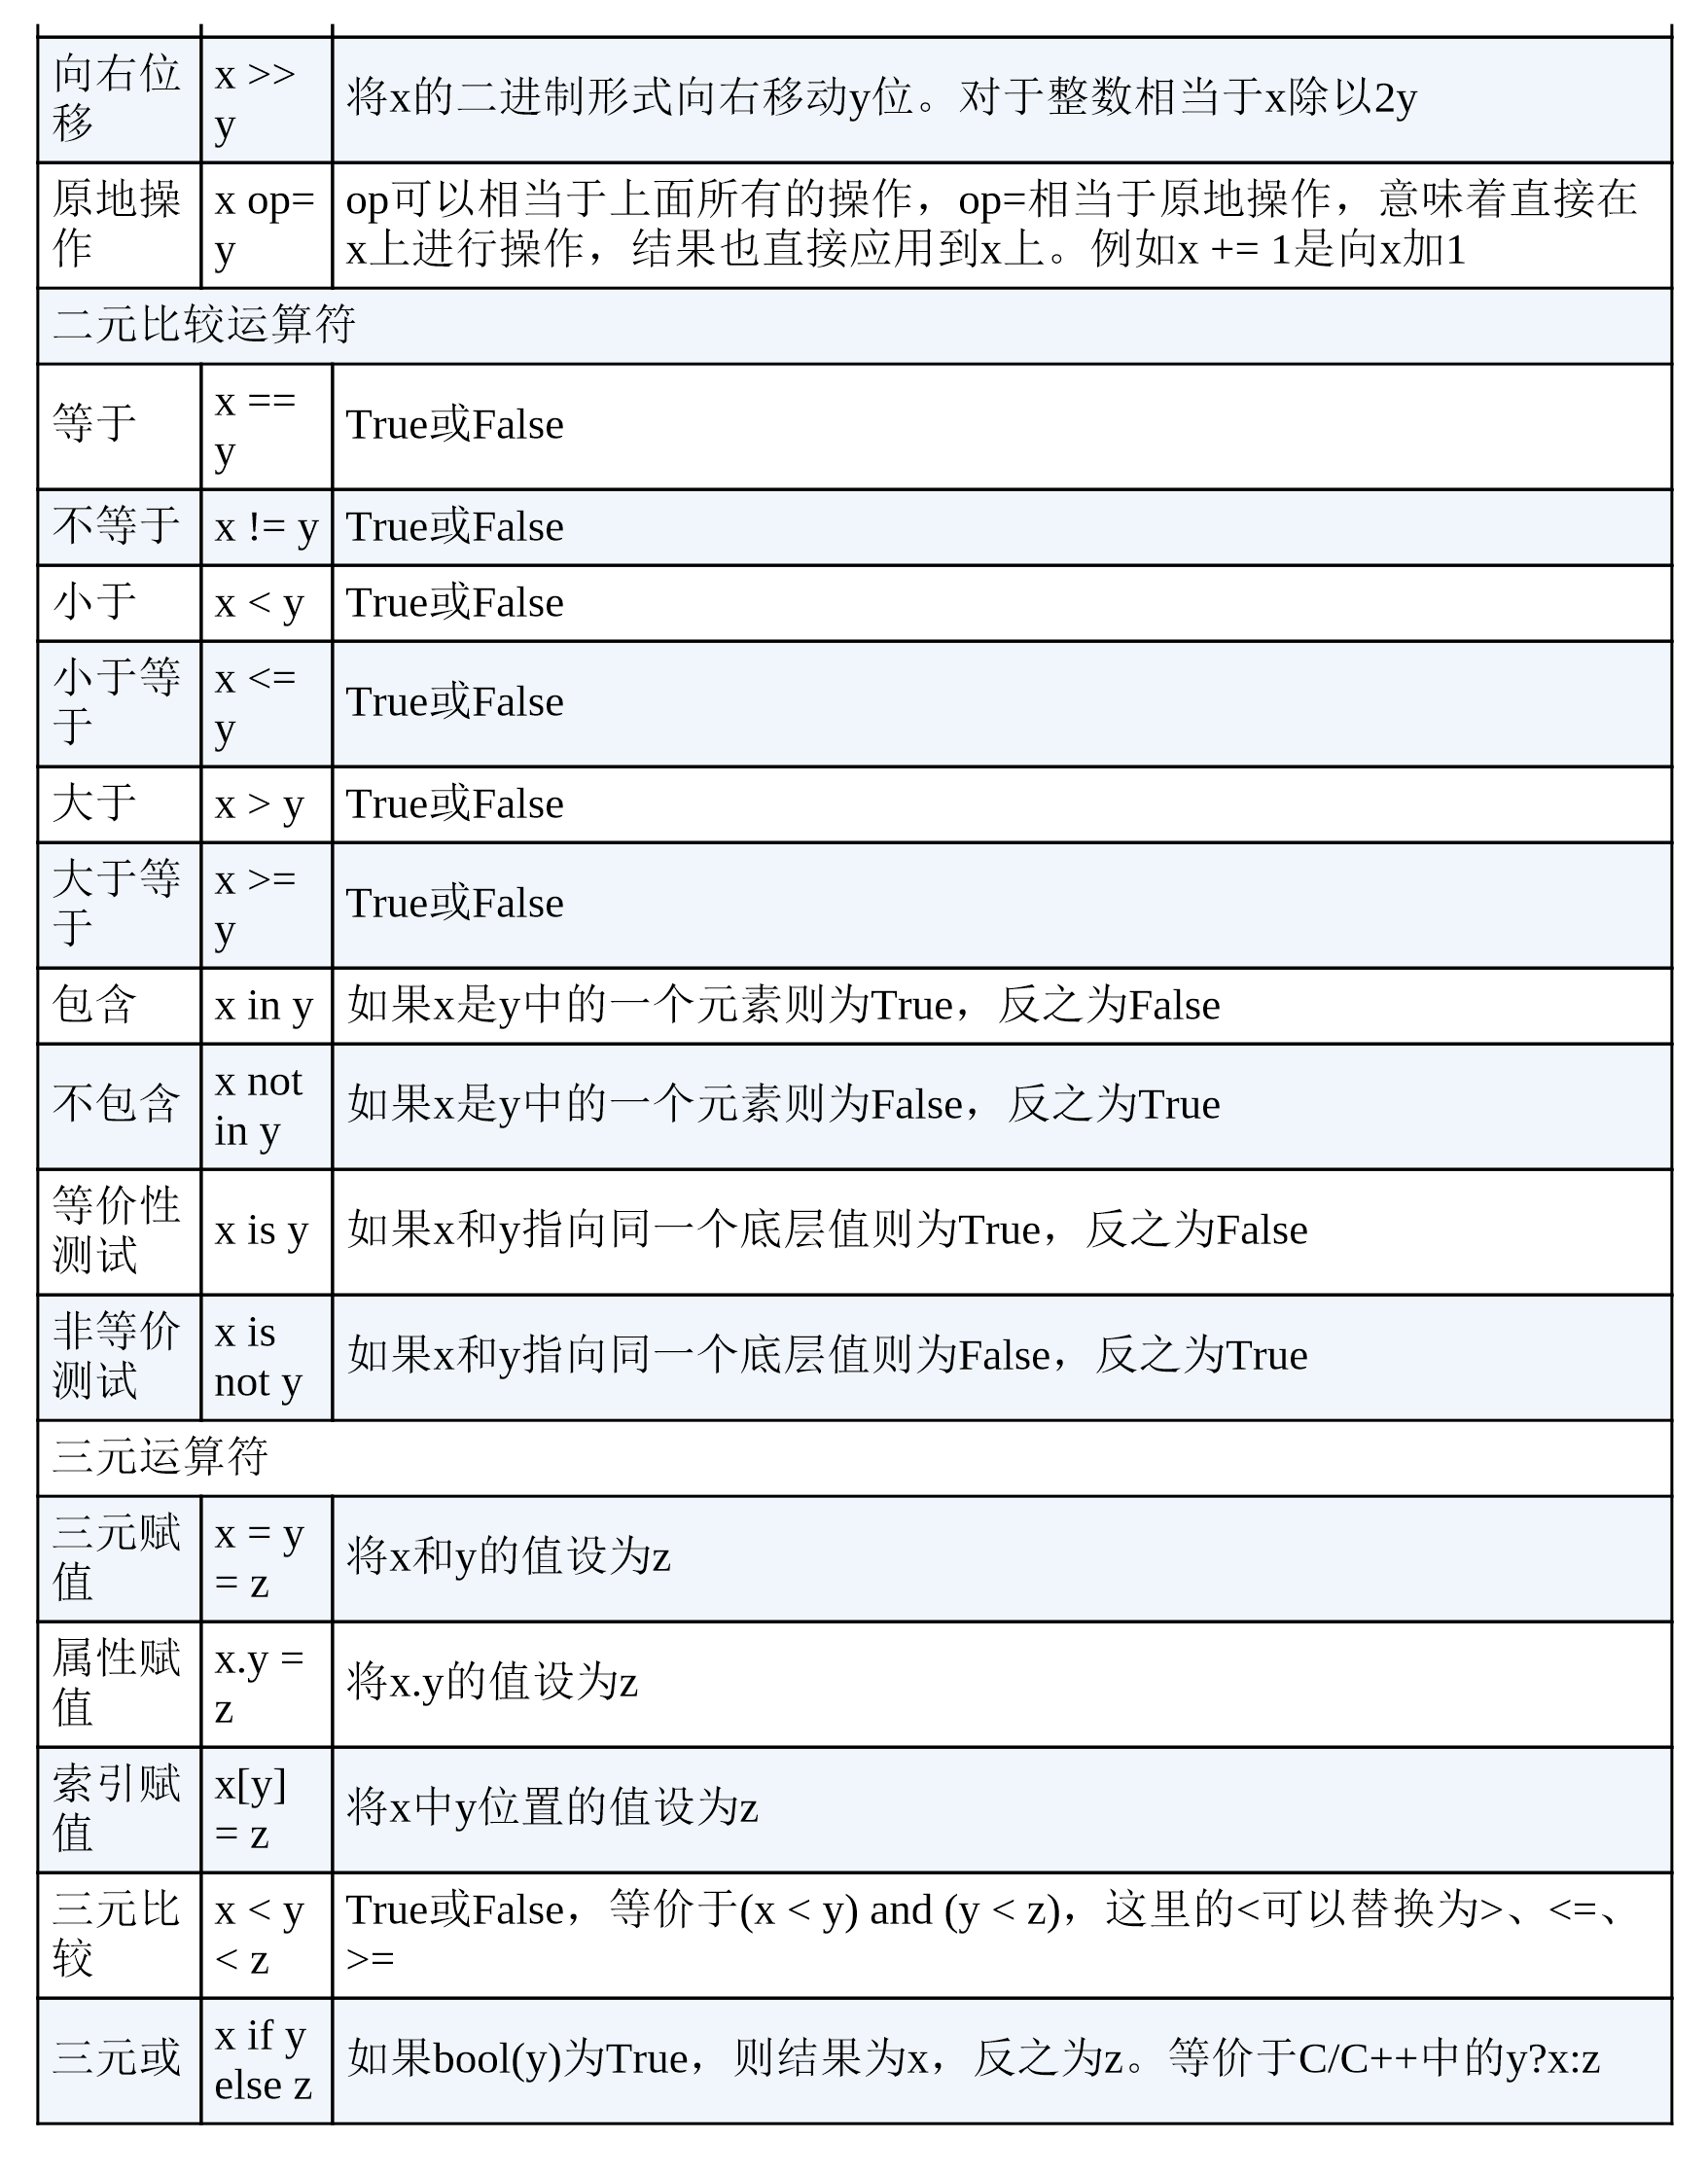 向右位
移
x >>
y
将x的二进制形式向右移动y位。对于整数相当于x除以2y
原地操
作
x op=
y
op可以相当于上面所有的操作，op=相当于原地操作，意味着直接在
x上进行操作，结果也直接应用到x上。例如x += 1是向x加1
二元比较运算符
等于
x ==
y
True或False
不等于
x != y
True或False
小于
x < y
True或False
小于等
于
x <=
y
True或False
大于
x > y
True或False
大于等
于
x >=
y
True或False
包含
x in y
如果x是y中的一个元素则为True，反之为False
不包含
x not
in y
如果x是y中的一个元素则为False，反之为True
等价性
测试
x is y
如果x和y指向同一个底层值则为True，反之为False
非等价
测试
x is
not y
如果x和y指向同一个底层值则为False，反之为True
三元运算符
三元赋
值
x = y
= z
将x和y的值设为z
属性赋
值
x.y =
z
将x.y的值设为z
索引赋
值
x[y]
= z
将x中y位置的值设为z
三元比
较
x < y
< z
True或False，等价于(x < y) and (y < z)，这里的<可以替换为>、<=、
>=
三元或
x if y
else z
如果bool(y)为True，则结果为x，反之为z。等价于C/C++中的y?x:z